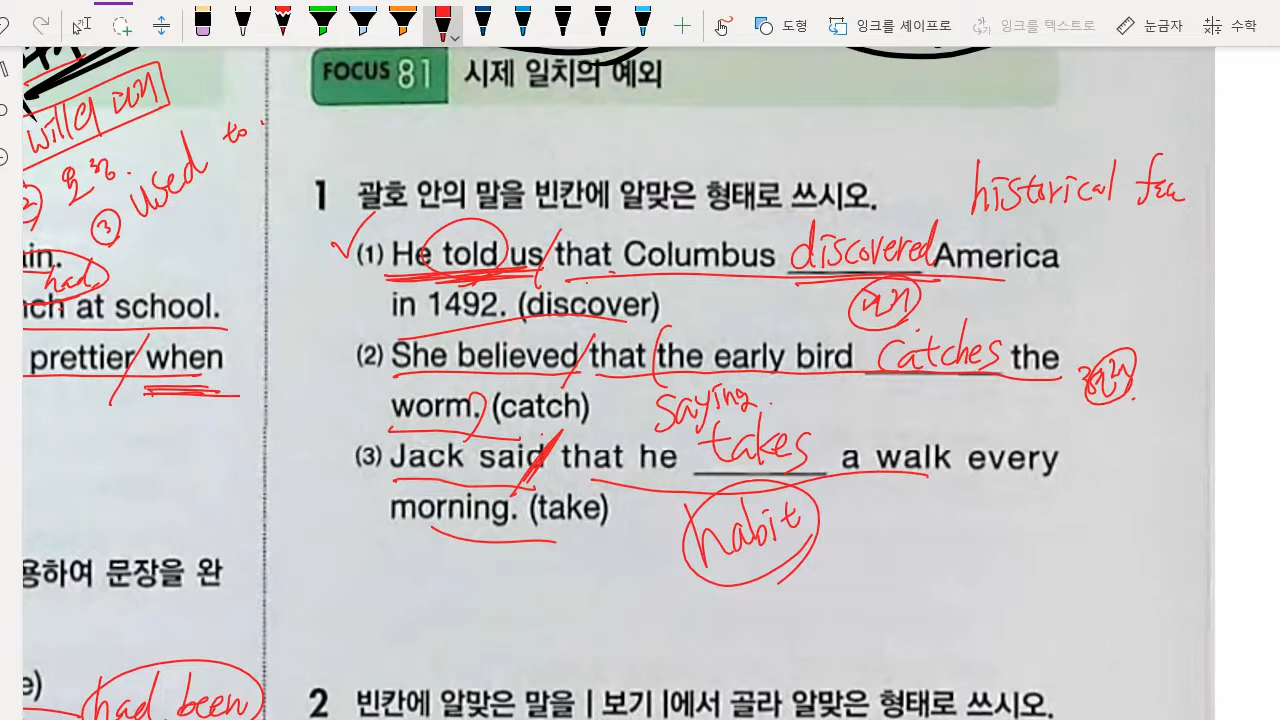 도형
잉크를 셰이프로
잉크를 텍스트로
눈금자
수학
FOCUS 81 시제 일치의 예외
will의 과거
used to
③
ain.
had
nch at school.
prettier when
용하여 문장을 완
e)
had been
1 괄호 안의 말을 빈칸에 알맞은 형태로 쓰시오.
historical
(1) He told us that Columbus discovered America
in 1492. (discover)
과거
(2) She believed that the early bird catches the
현재
worm. (catch)
saying.
(3) Jack said that he takes a walk every
morning. (take)
habit
2 빈칸에 알맞은 말을 |보기|에서 골라 알맞은 형태로 쓰시오.